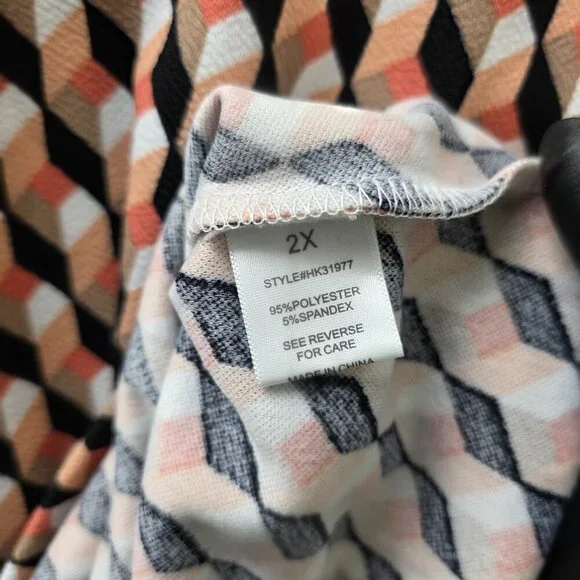 2X
STYLE#HK31977
95%POLYESTER
5%SPANDEX
SEE REVERSE
FOR CARE
MADE IN CHINA